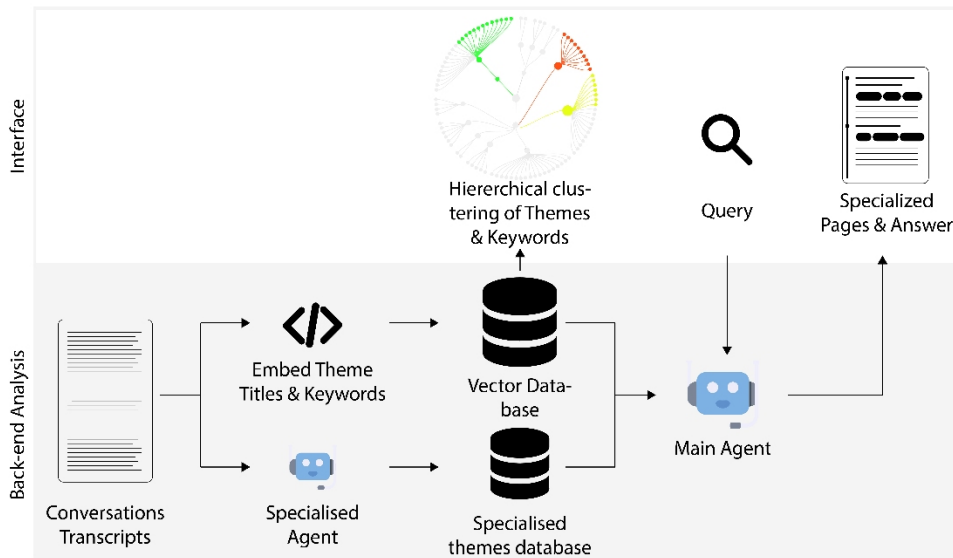 Interface
Hiererchical clus-
tering of Themes
& Keywords
Query
Specialized
Pages & Answer
Back-end Analysis
Conversations
Transcripts
Embed Theme
Titles & Keywords
Vector Data-
base
Specialised
Agent
Specialised
themes database
Main Agent